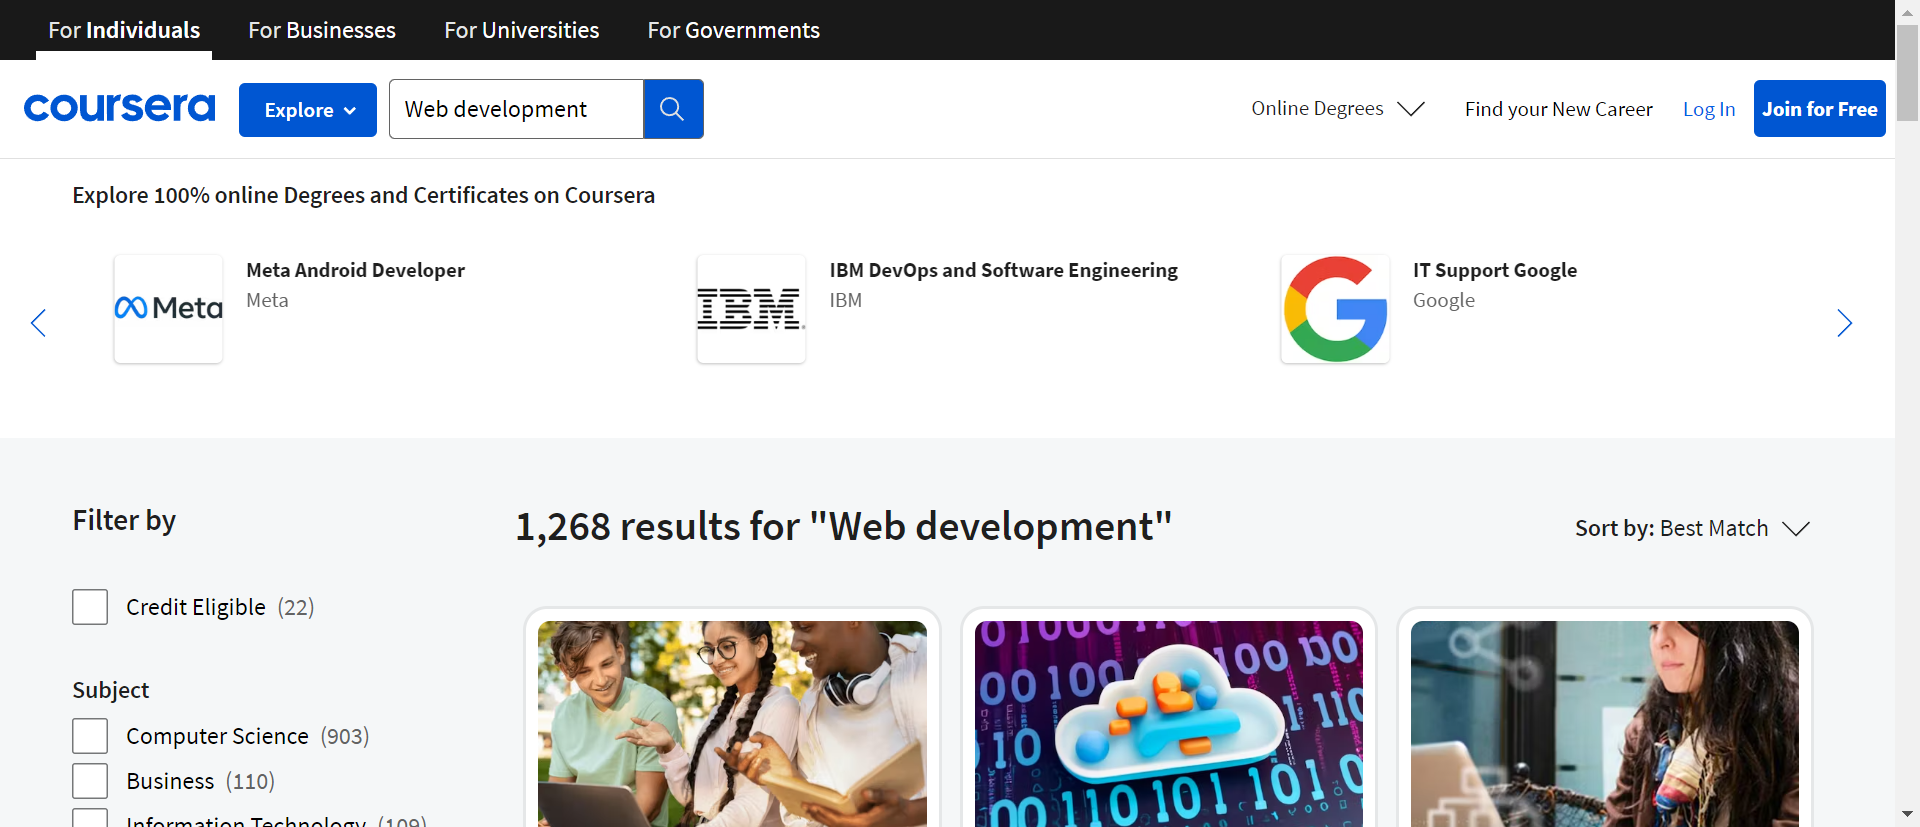 For Individuals For Businesses For Universities For Governments
coursera Explore Web development Online Degrees Find your New Career Log In Join for Free
Explore 100% online Degrees and Certificates on Coursera
Meta
Meta Android Developer
Meta
IBM
IBM DevOps and Software Engineering
IBM
G
IT Support Google
Google
Filter by
1,268 results for "Web development"
Sort by: Best Match
Credit Eligible (22)
Subject
Computer Science (903)
Business (110)
Information Technology (109)